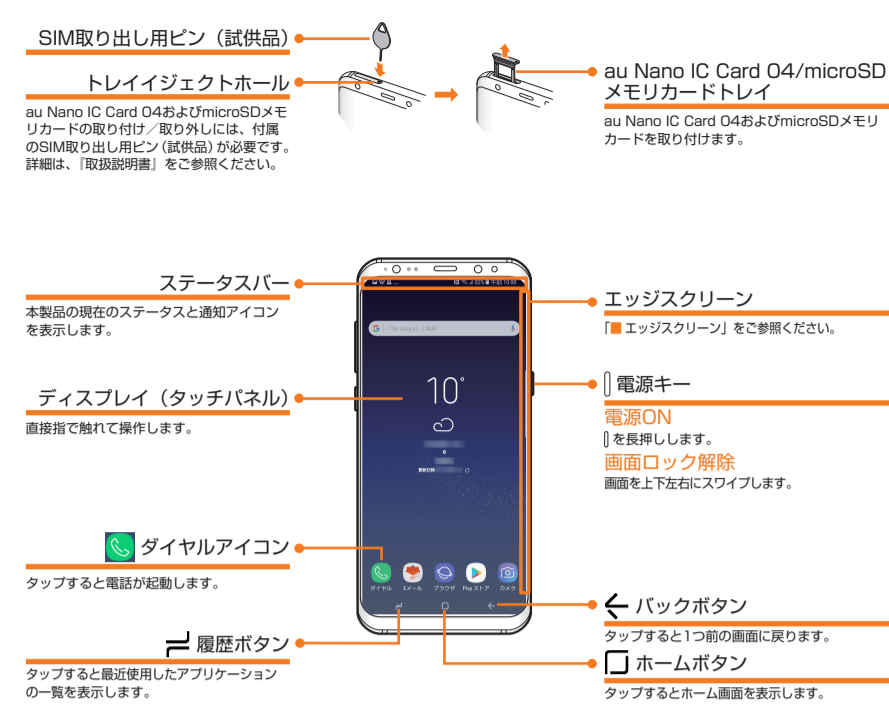 SIM取り出し用ピン（試供品）
トレイイジェクトホール
au Nano IC Card 04およびmicroSDメモ
リカードの取り付け／取り外しには、付属
のSIM取り出し用ピン（試供品）が必要です。
詳細は、『取扱説明書』をご参照ください。
au Nano IC Card 04/microSD
メモリカードトレイ
au Nano IC Card 04およびmicroSDメモリ
カードを取り付けます。
ステータスバー
本製品の現在のステータスと通知アイコン
を表示します。
ディスプレイ（タッチパネル）
直接指で触れて操作します。
ダイヤルアイコン
タップすると電話が起動します。
履歴ボタン
タップすると最近使用したアプリケーション
の一覧を表示します。
午前10:00
G
10°
更新日時
ダイヤル
Eメール
ブラウザ
Play ストア
カメラ
エッジスクリーン
「■ エッジスクリーン」をご参照ください。
電源キー
電源ON
を長押しします。
画面ロック解除
画面を上下左右にスワイプします。
バックボタン
タップすると1つ前の画面に戻ります。
ホームボタン
タップするとホーム画面を表示します。